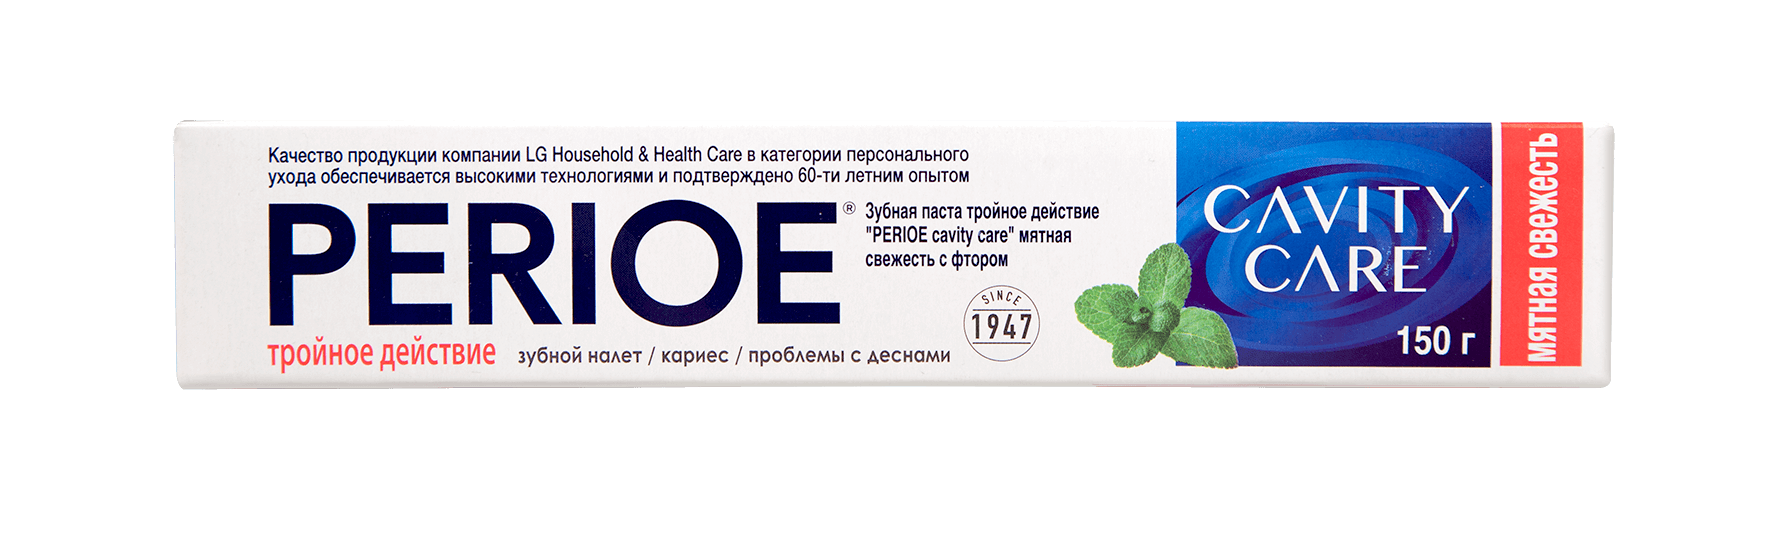 Качество продукции компании LG Household & Health Care в категории персонального
ухода обеспечивается высокими технологиями и подтверждено 60-ти летним опытом
PERIOE®
Зубная паста тройное действие
"PERIOE cavity care" мятная
свежесть с фтором
SINCE
1947
тройное действие
зубной налет / кариес / проблемы с деснами
CAVITY
CARE
150 г
мятная свежесть